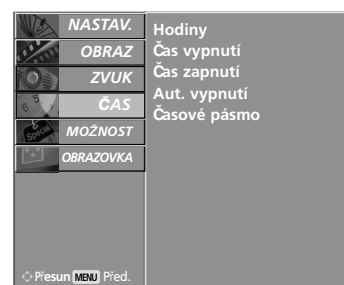 NASTAV.
OBRAZ
ZVUK
ČAS
MOŽNOST
OBRAZOVKA
Hodiny
Čas vypnutí
Čas zapnutí
Aut. vypnutí
Časové pásmo
Přesun MENU Před.